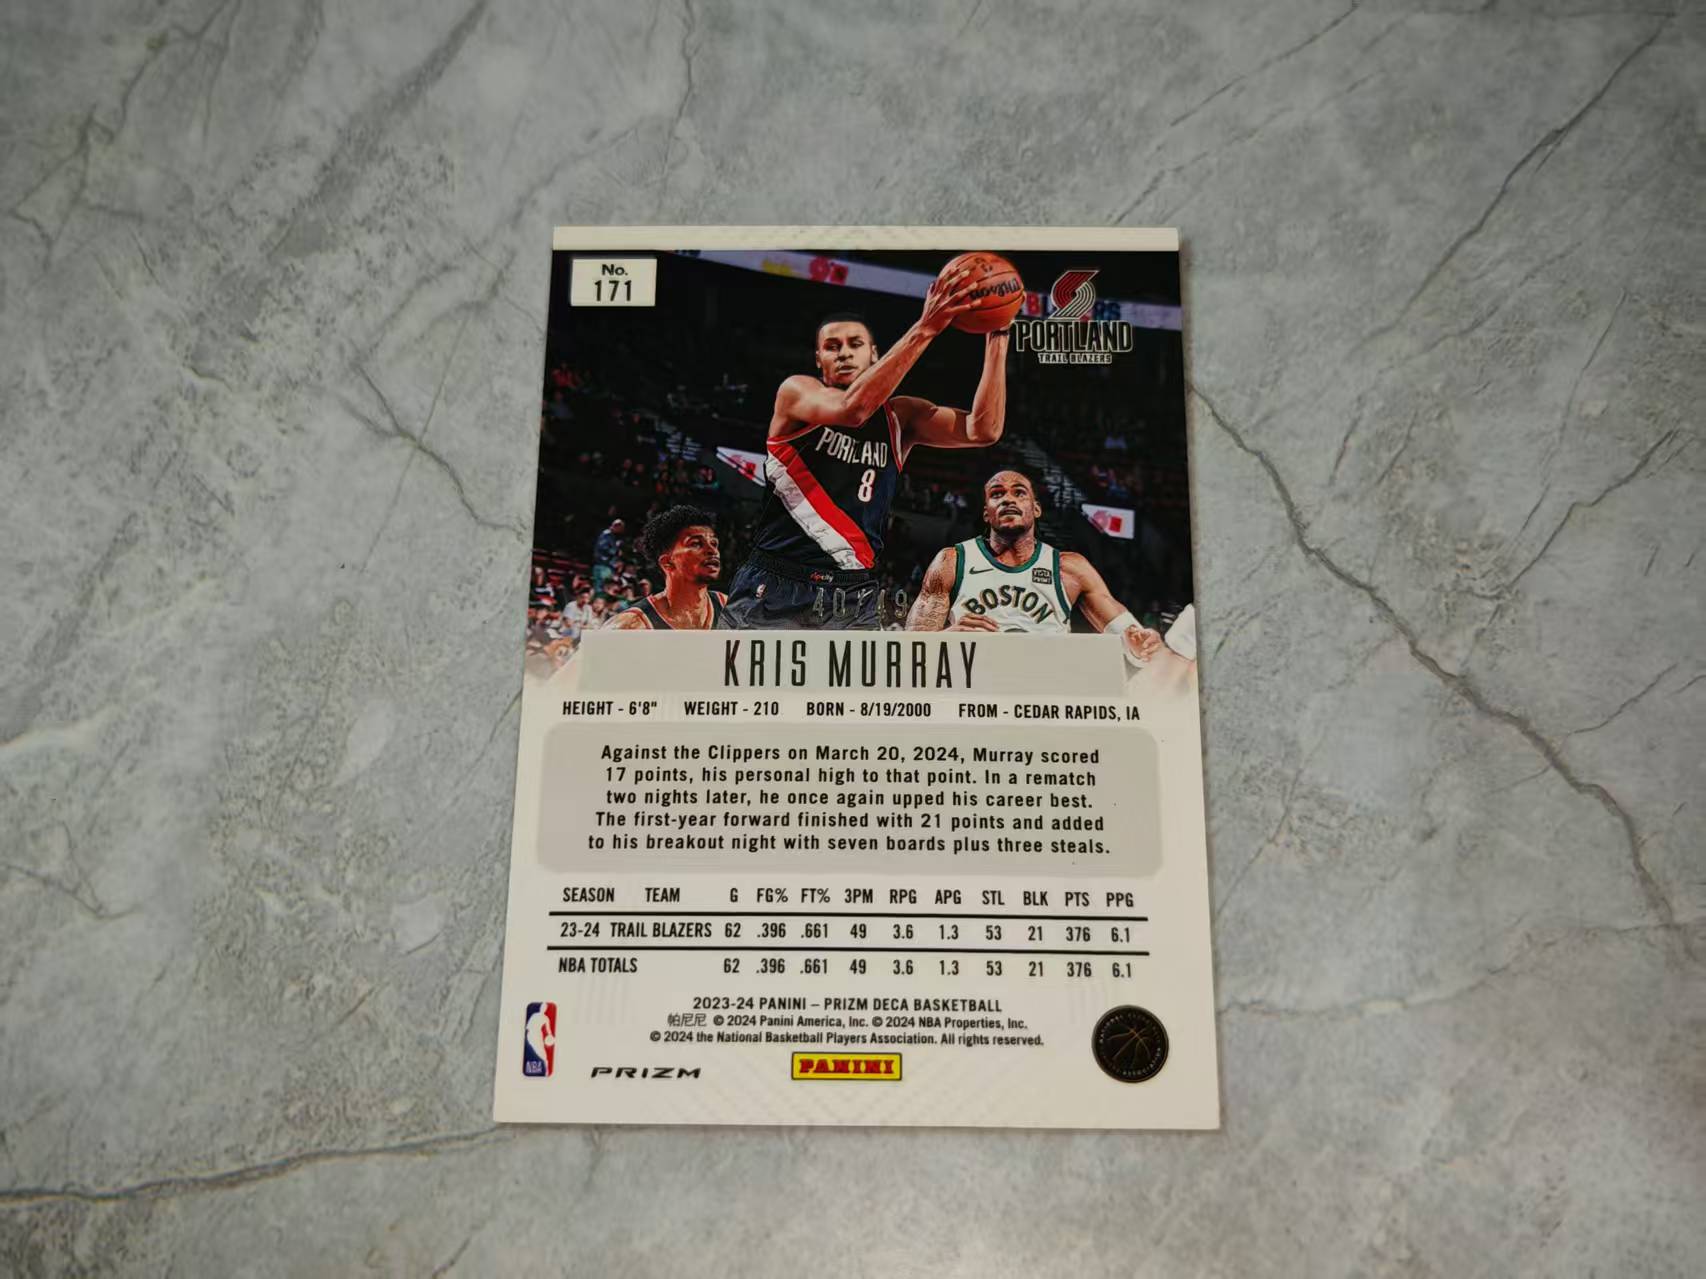 No.
171
PORTLAND
TRAIL BLAZERS
PORTLAND
8
BOSTON
40/49
KRIS MURRAY
HEIGHT - 6'8" WEIGHT - 210 BORN - 8/19/2000 FROM - CEDAR RAPIDS, IA
Against the Clippers on March 20, 2024, Murray scored
17 points, his personal high to that point. In a rematch
two nights later, he once again upped his career best.
The first-year forward finished with 21 points and added
to his breakout night with seven boards plus three steals.
SEASON TEAM G FG% FT% 3PM RPG APG STL BLK PTS PPG
23-24 TRAIL BLAZERS 62 .396 .661 49 3.6 1.3 53 21 376 6.1
NBA TOTALS 62 .396 .661 49 3.6 1.3 53 21 376 6.1
2023-24 PANINI – PRIZM DECA BASKETBALL
帕尼尼 © 2024 Panini America, Inc. © 2024 NBA Properties, Inc.
© 2024 the National Basketball Players Association. All rights reserved.
NBA
PRIZM
PANINI